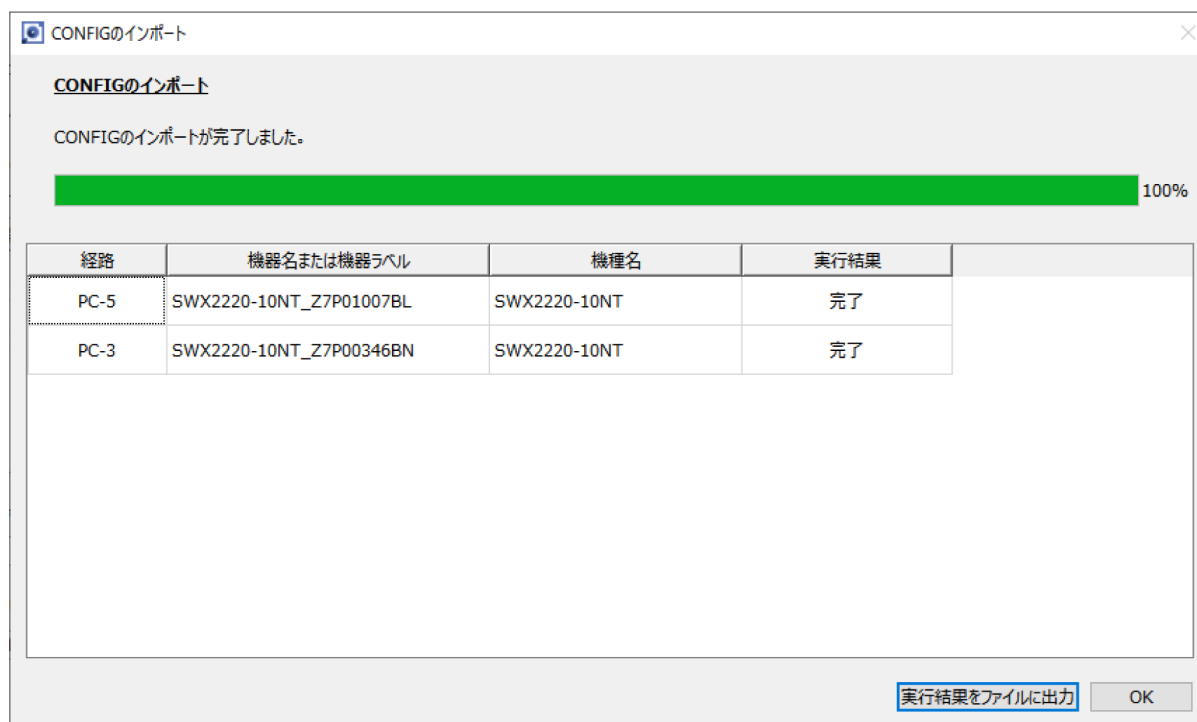 CONFIGのインポート
CONFIGのインポート
CONFIGのインポートが完了しました。
100%
経路 機器名または機器ラベル 機種名 実行結果
PC-5 SWX2220-10NT_Z7P01007BL SWX2220-10NT 完了
PC-3 SWX2220-10NT_Z7P00346BN SWX2220-10NT 完了
実行結果をファイルに出力 OK